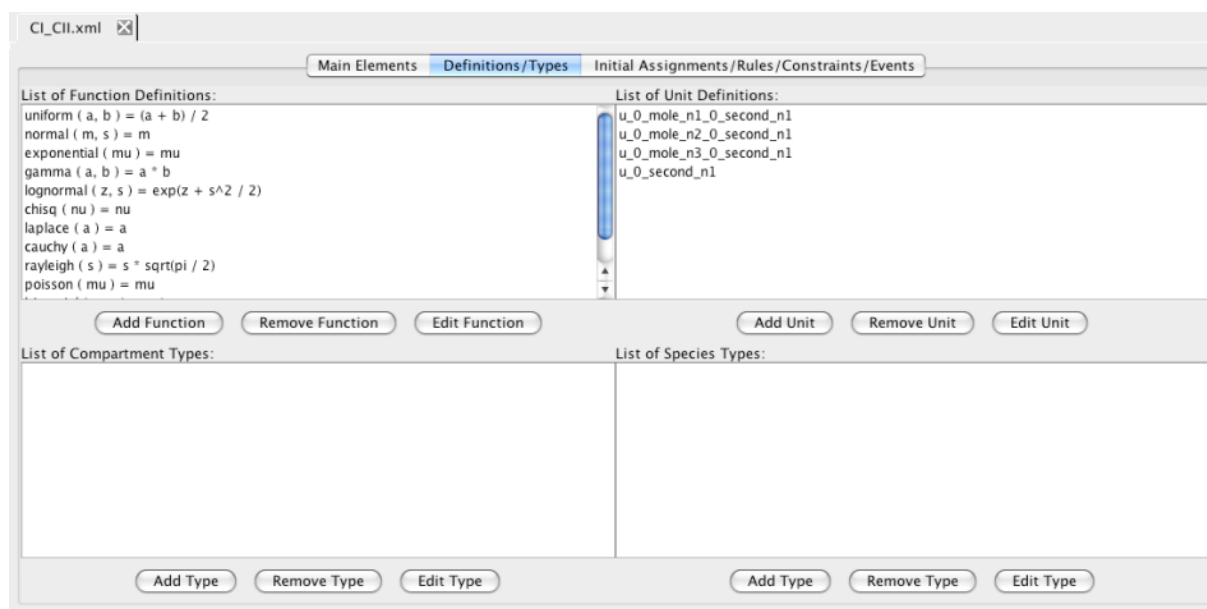 CI_CII.xml
Main Elements Definitions/Types Initial Assignments/Rules/Constraints/Events
List of Function Definitions:
uniform ( a, b ) = (a + b) / 2
normal ( m, s ) = m
exponential ( mu ) = mu
gamma ( a, b ) = a * b
lognormal ( z, s ) = exp(z + s^2 / 2)
chisq ( nu ) = nu
laplace ( a ) = a
cauchy ( a ) = a
rayleigh ( s ) = s * sqrt(pi / 2)
poisson ( mu ) = mu
Add Function Remove Function Edit Function
List of Unit Definitions:
u_0_mole_n1_0_second_n1
u_0_mole_n2_0_second_n1
u_0_mole_n3_0_second_n1
u_0_second_n1
Add Unit Remove Unit Edit Unit
List of Compartment Types:
Add Type Remove Type Edit Type
List of Species Types:
Add Type Remove Type Edit Type